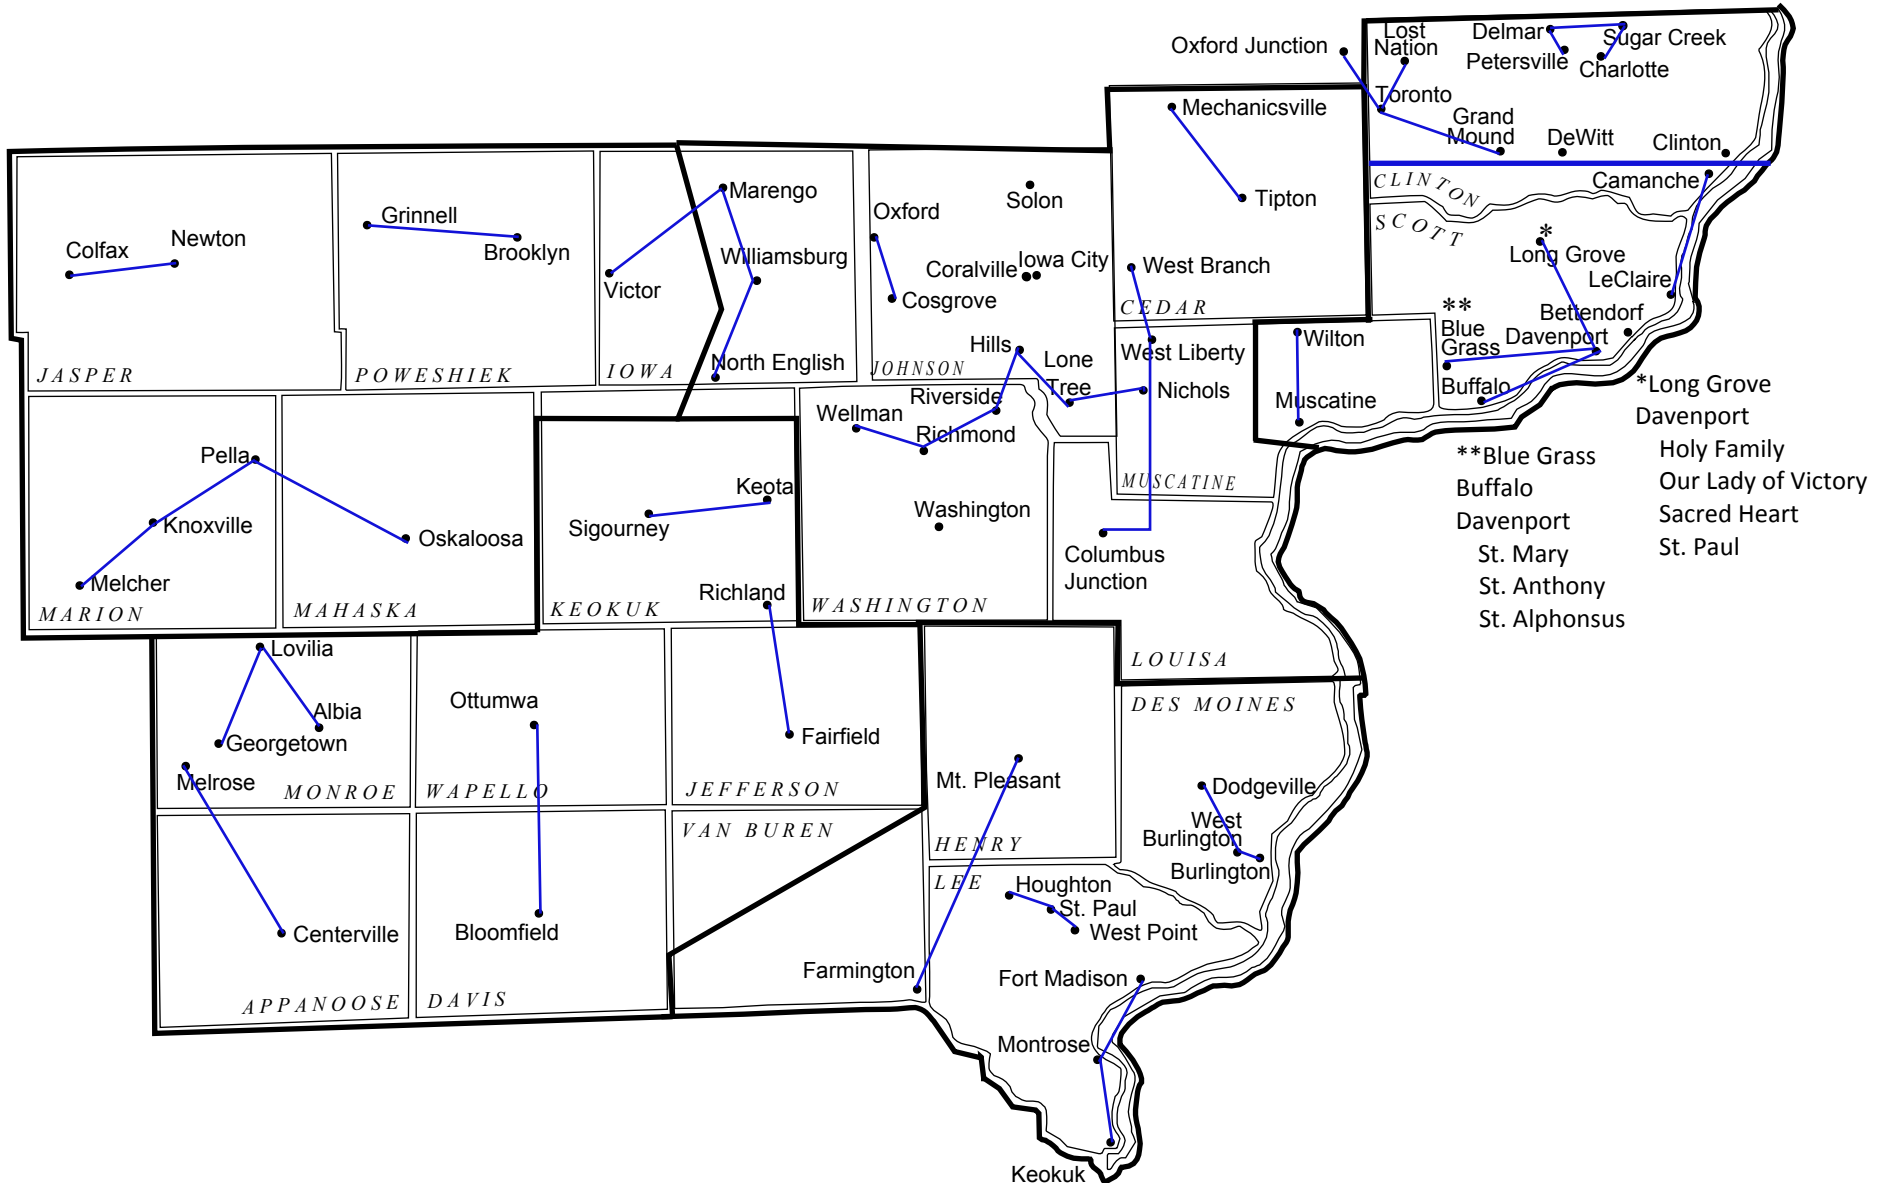 Oxford Junction
Lost
Nation
Delmar
Sugar Creek
Petersville
Charlotte
Toronto
Grand
Mound
DeWitt
Clinton
Mechanicsville
Tipton
CLINTON
Camanche
SCOTT
*
Long Grove
LeClaire
**
Blue
Grass
Bettendorf
Davenport
Buffalo
Marengo
Solon
Oxford
Grinnell
Brooklyn
Colfax
Newton
Williamsburg
Victor
Coralville
Iowa City
Cosgrove
West Branch
CEDAR
North English
Hills
Lone
Tree
West Liberty
Wilton
JASPER
POWESHIEK
IOWA
JOHNSON
Nichols
Muscatine
Wellman
Riverside
Richmond
*Long Grove
Davenport
Holy Family
Our Lady of Victory
Sacred Heart
St. Paul
**Blue Grass
Buffalo
Davenport
St. Mary
St. Anthony
St. Alphonsus
Pella
Knoxville
Oskaloosa
Melcher
Keota
Sigourney
Washington
MUSCATINE
Columbus
Junction
Richland
MARION
MAHASKA
KEOKUK
WASHINGTON
LOUISA
Lovilia
Albia
Georgetown
Melrose
Ottumwa
Fairfield
DES MOINES
MONROE
WAPELLO
JEFFERSON
Mt. Pleasant
Dodgeville
West
Burlington
Burlington
VAN BUREN
HENRY
LEE
Houghton
St. Paul
West Point
Centerville
Bloomfield
Farmington
Fort Madison
APPANOOSE
DAVIS
Montrose
Keokuk